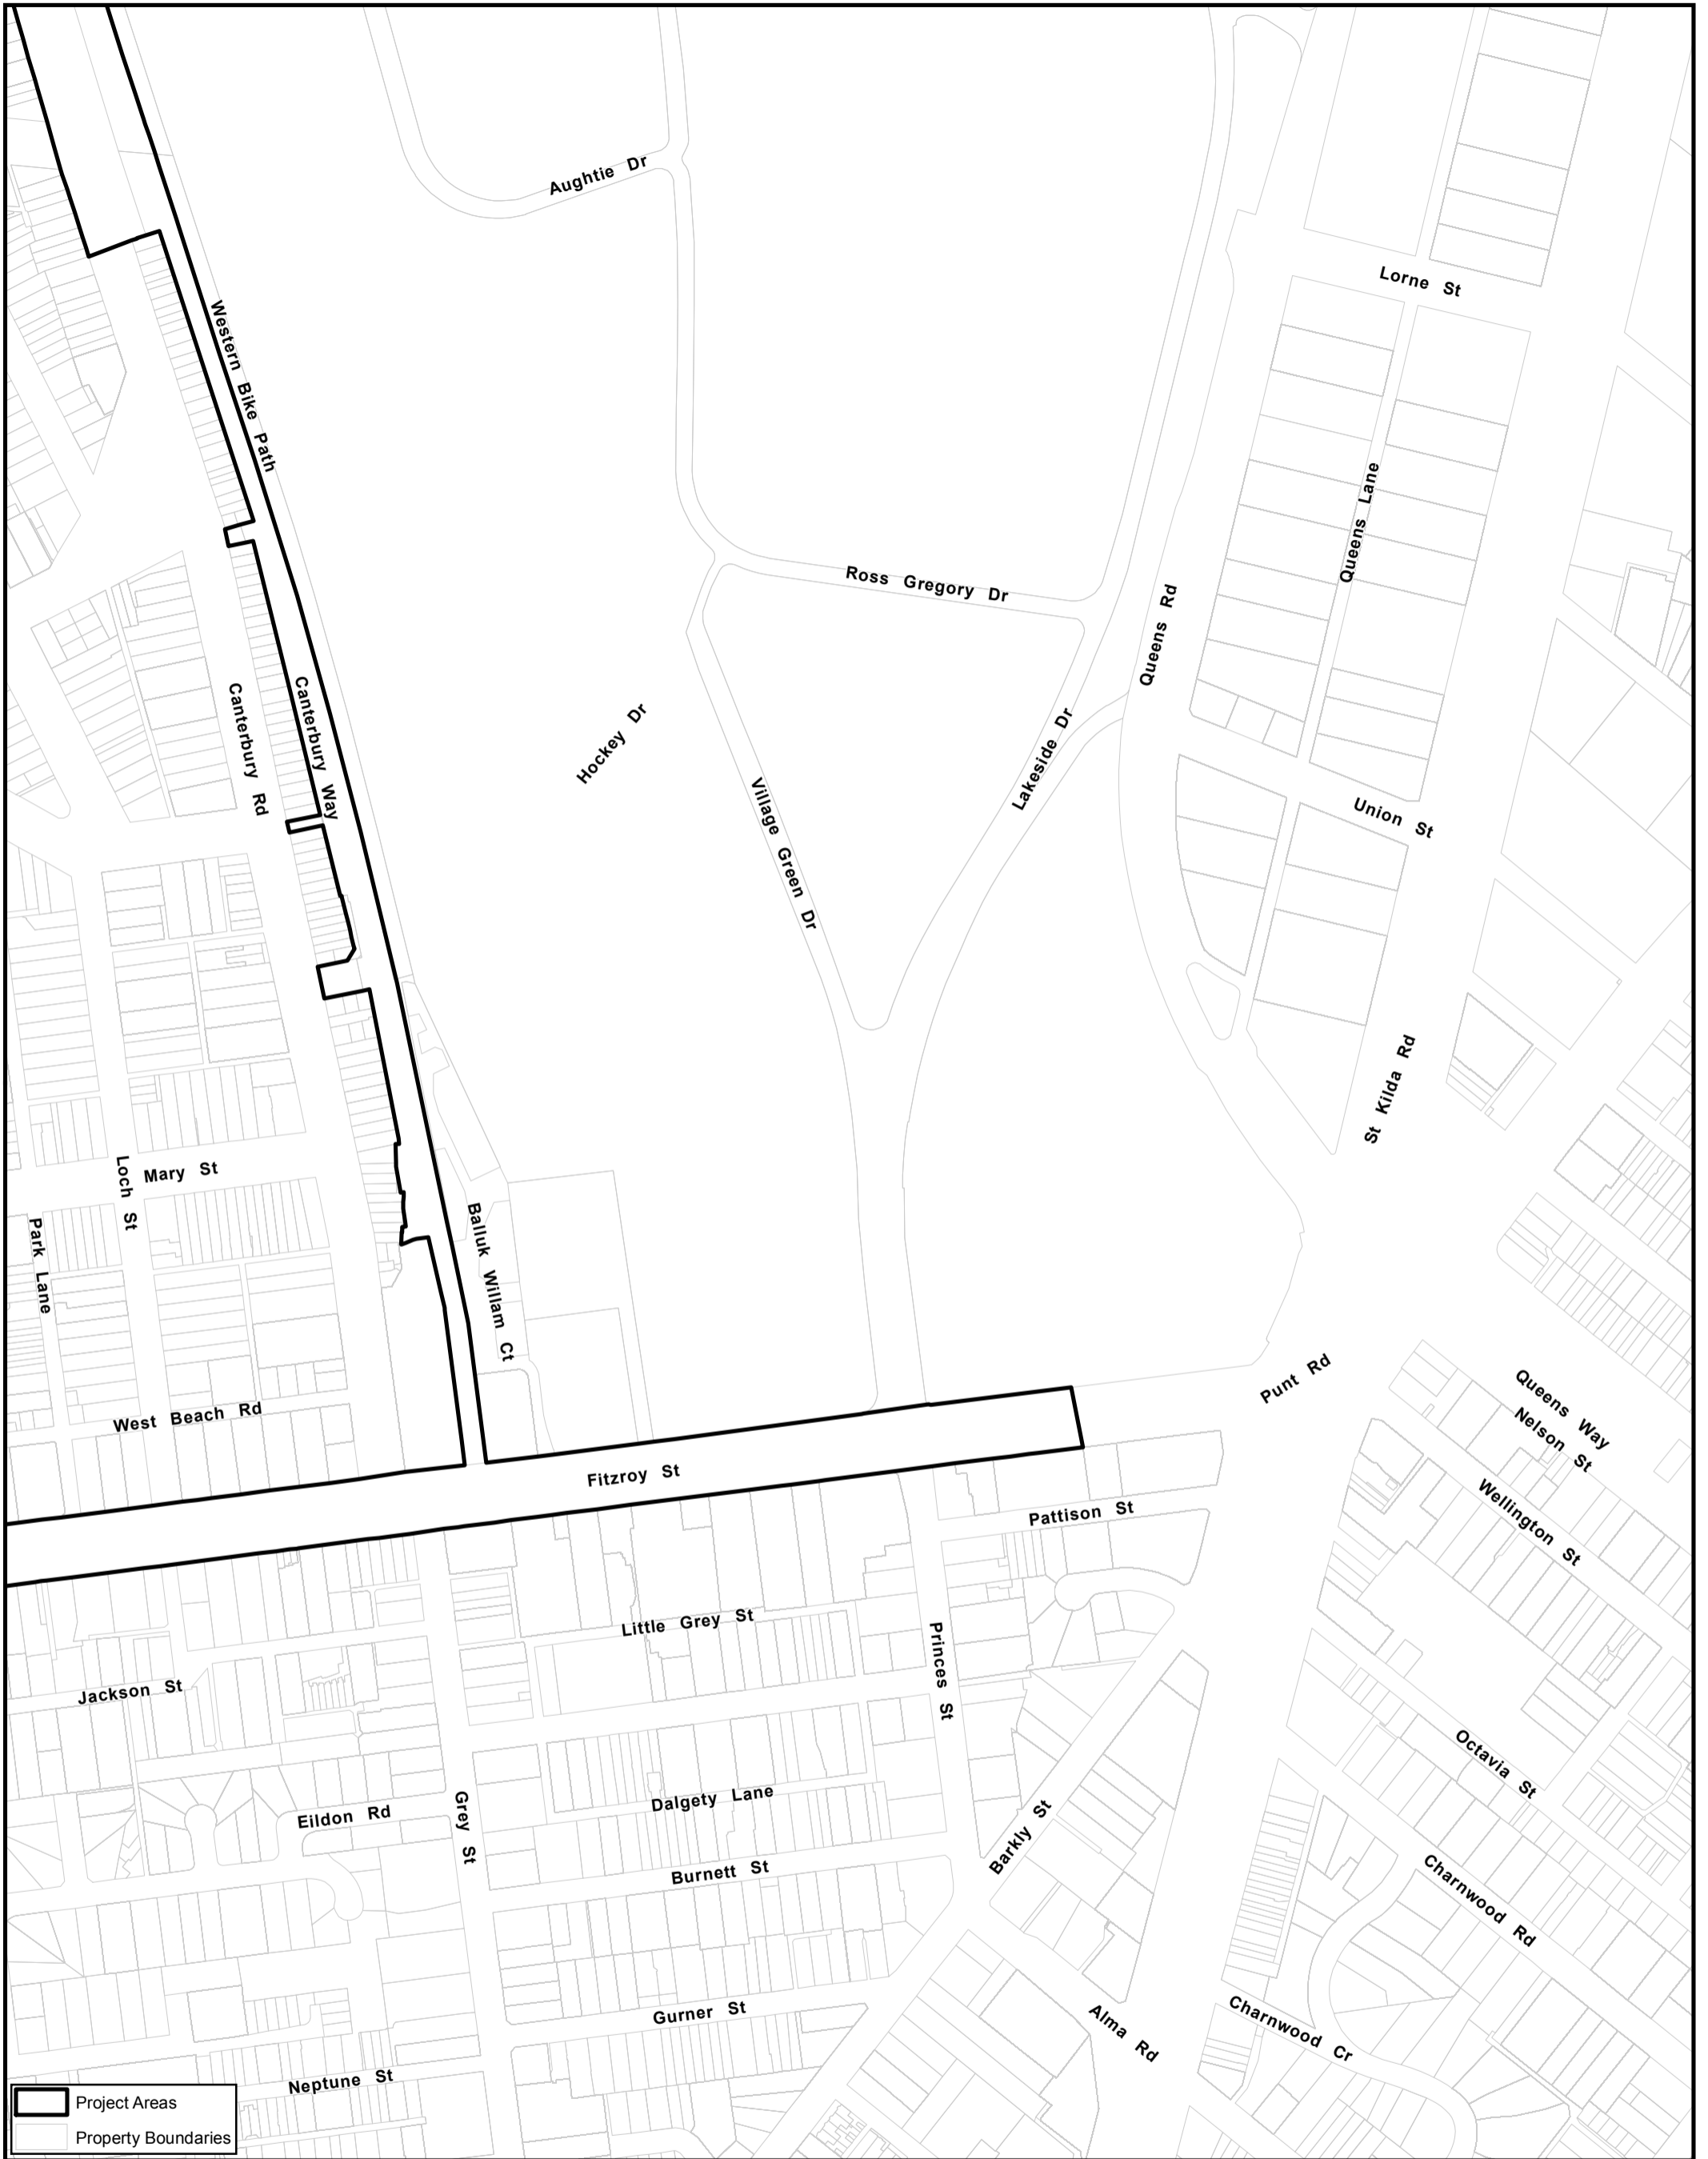 Aughtie Dr
Lorne St
Western Bike Path
Queens Lane
Ross Gregory Dr
Queens Rd
Canterbury Rd
Canterbury Way
Hockey Dr
Lakeside Dr
Village Green Dr
Union St
St Kilda Rd
Mary St
Loch St
Park Lane
Balluk Willam Ct
Punt Rd
Queens Way
Nelson St
West Beach Rd
Fitzroy St
Wellington St
Pattison St
Little Grey St
Princes St
Jackson St
Octavia St
Dalgety Lane
Eildon Rd
Grey St
Barkly St
Burnett St
Charnwood Rd
Gurner St
Alma Rd
Charnwood Cr
Neptune St
Project Areas
Property Boundaries